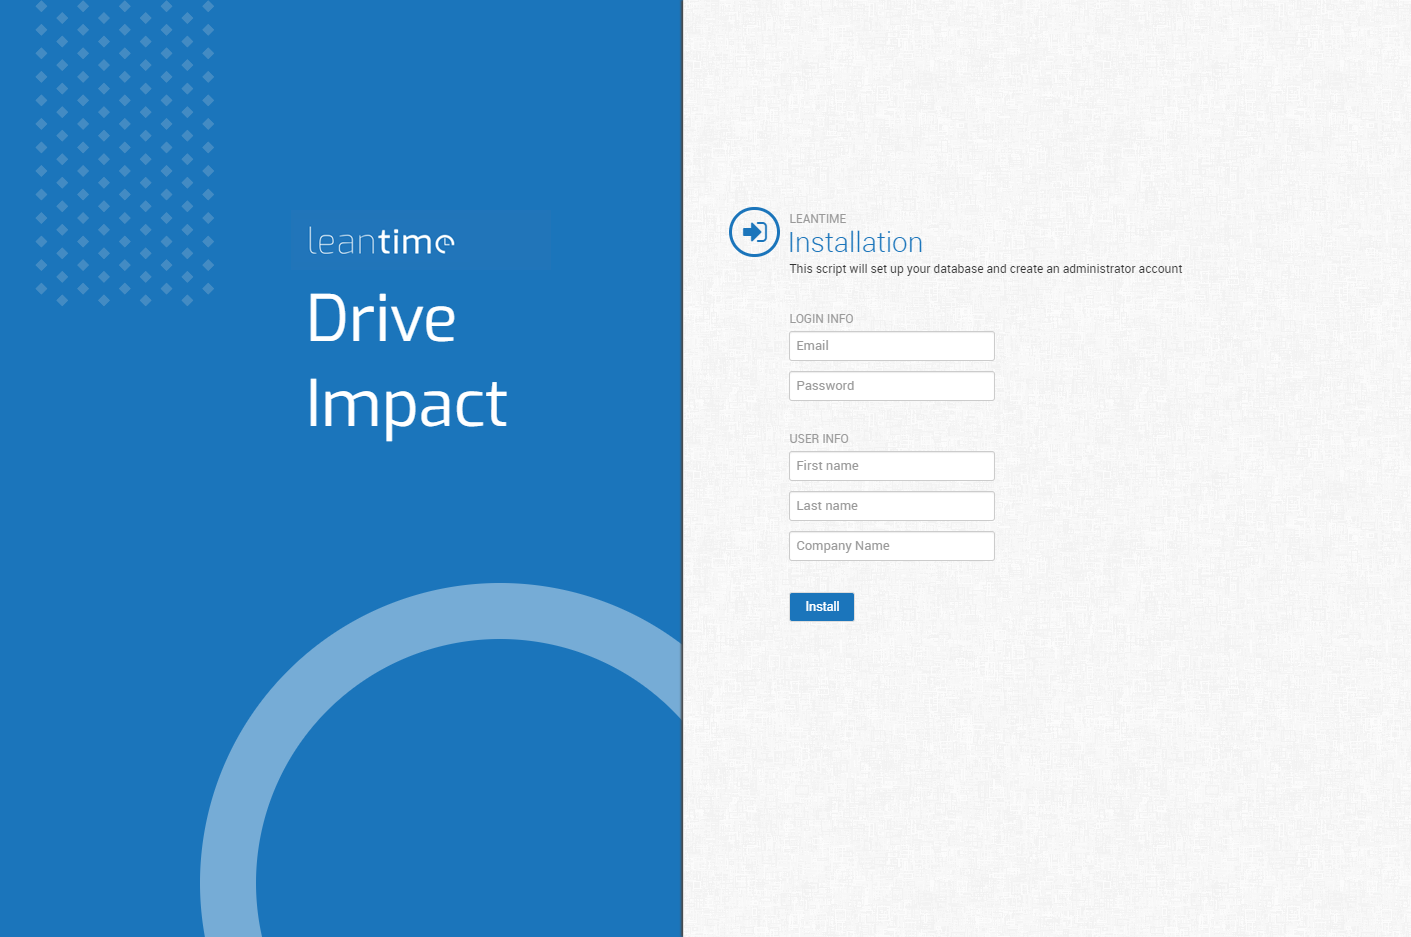 leantime
Drive
Impact
LEANTIME
Installation
This script will set up your database and create an administrator account
LOGIN INFO
Email
Password
USER INFO
First name
Last name
Company Name
Install